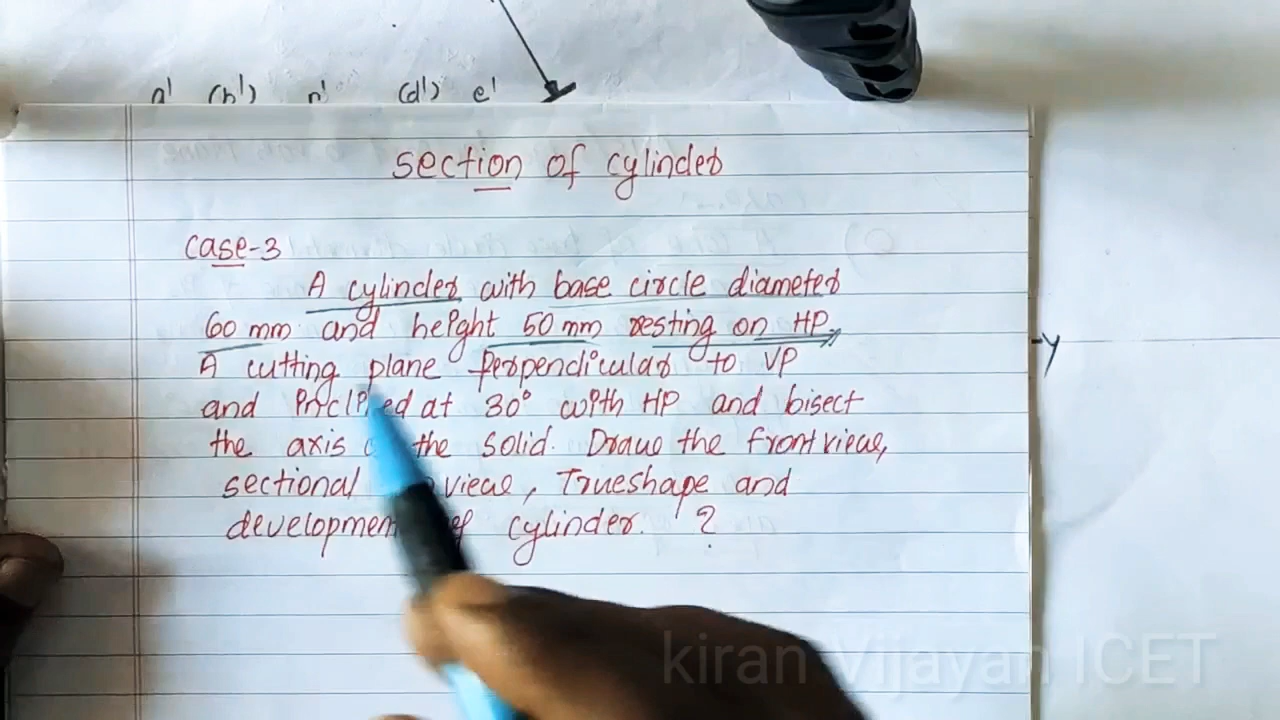 a' (b') n' (d') e'
section of cylinder
case-3
A cylinder with base circle diameter
60 mm and height 50 mm resting on HP.
A cutting plane perpendicular to VP
and inclined at 30° with HP and bisect
the axis the solid. Draw the front view,
sectional view, Trueshape and
development of cylinder. ?
Y
kiran Vijayan ICET